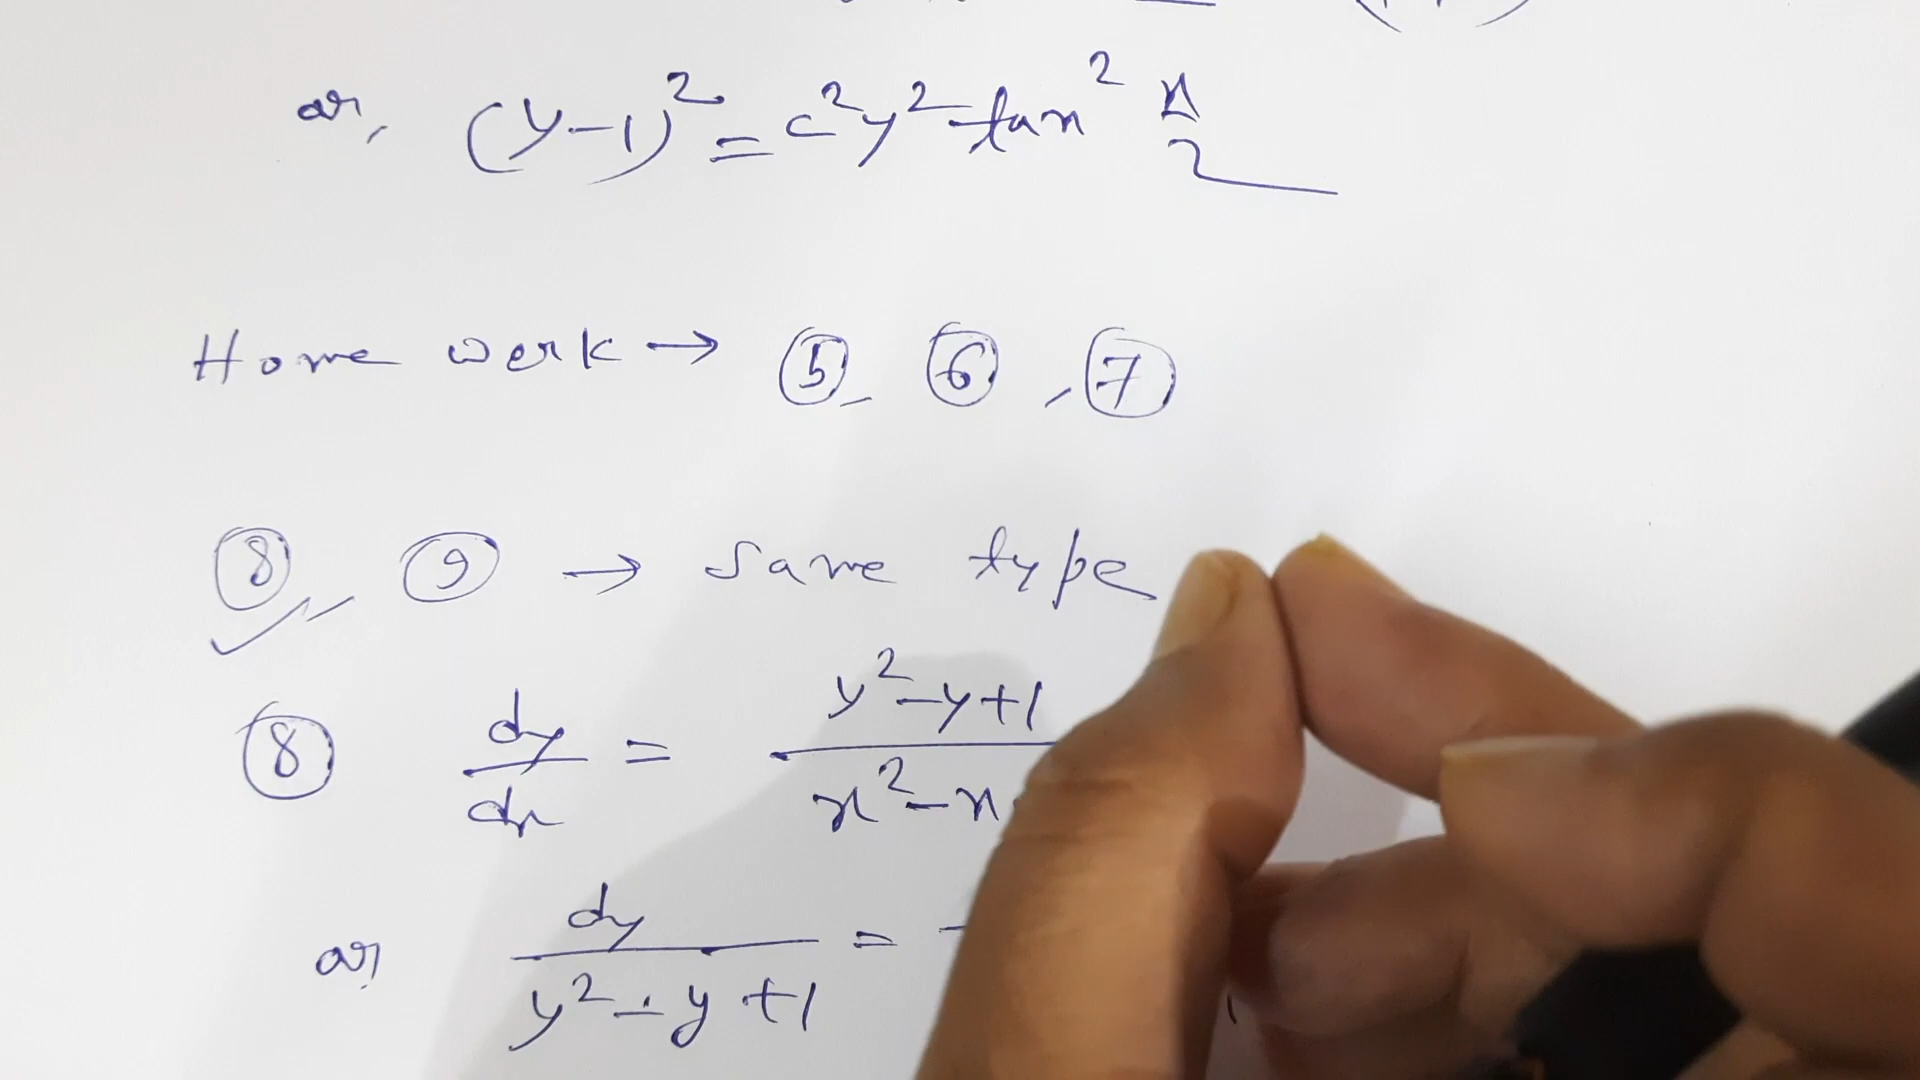 or, (y-1)² = c²y² tan² x/2
Home work → ⑤, ⑥, ⑦
⑧, ⑨ → Same type
⑧ dy/dx = y²-y+1 / x²-x
or, dy / y²-y+1 =